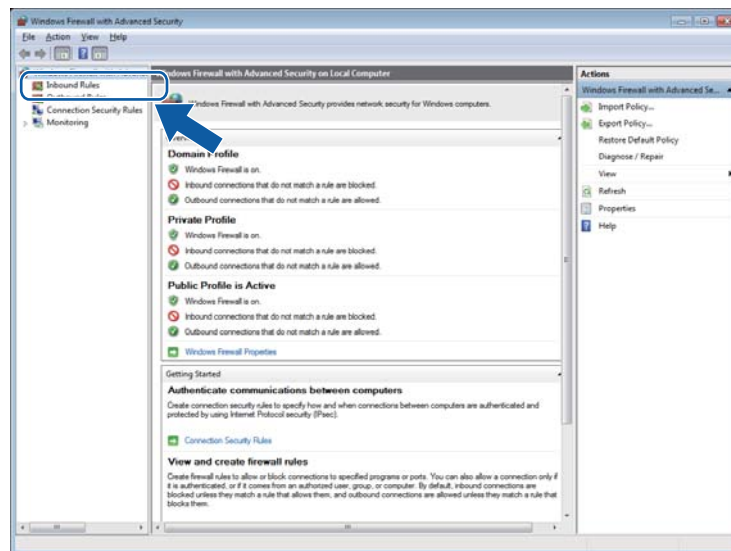 Windows Firewall with Advanced Security
File Action View Help
Inbound Rules
Connection Security Rules
Monitoring
Windows Firewall with Advanced Security on Local Computer
Windows Firewall with Advanced Security provides network security for Windows computers.
Domain Profile
Windows Firewall is on.
Inbound connections that do not match a rule are blocked.
Outbound connections that do not match a rule are allowed.
Private Profile
Windows Firewall is on.
Inbound connections that do not match a rule are blocked.
Outbound connections that do not match a rule are allowed.
Public Profile is Active
Windows Firewall is on.
Inbound connections that do not match a rule are blocked.
Outbound connections that do not match a rule are allowed.
Windows Firewall Properties
Getting Started
Authenticate communications between computers
Create connection security rules to specify how and when connections between computers are authenticated and
protected by using Internet Protocol security (IPsec).
Connection Security Rules
View and create firewall rules
Create firewall rules to allow or block connections to specified programs or ports. You can also allow a connection only if
it is authenticated, or if it comes from an authorized user, group, or computer. By default, inbound connections are
blocked unless they match a rule that allows them, and outbound connections are allowed unless they match a rule that
blocks them.
Actions
Windows Firewall with Advanced Se...
Import Policy...
Export Policy...
Restore Default Policy
Diagnose / Repair
View
Refresh
Properties
Help